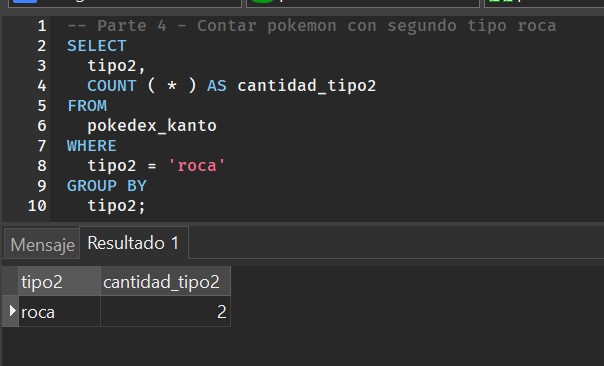 1 -- Parte 4 - Contar pokemon con segundo tipo roca
2 SELECT
3 tipo2,
4 COUNT ( * ) AS cantidad_tipo2
5 FROM
6 pokedex_kanto
7 WHERE
8 tipo2 = 'roca'
9 GROUP BY
10 tipo2;
Mensaje Resultado 1
tipo2 cantidad_tipo2
roca 2